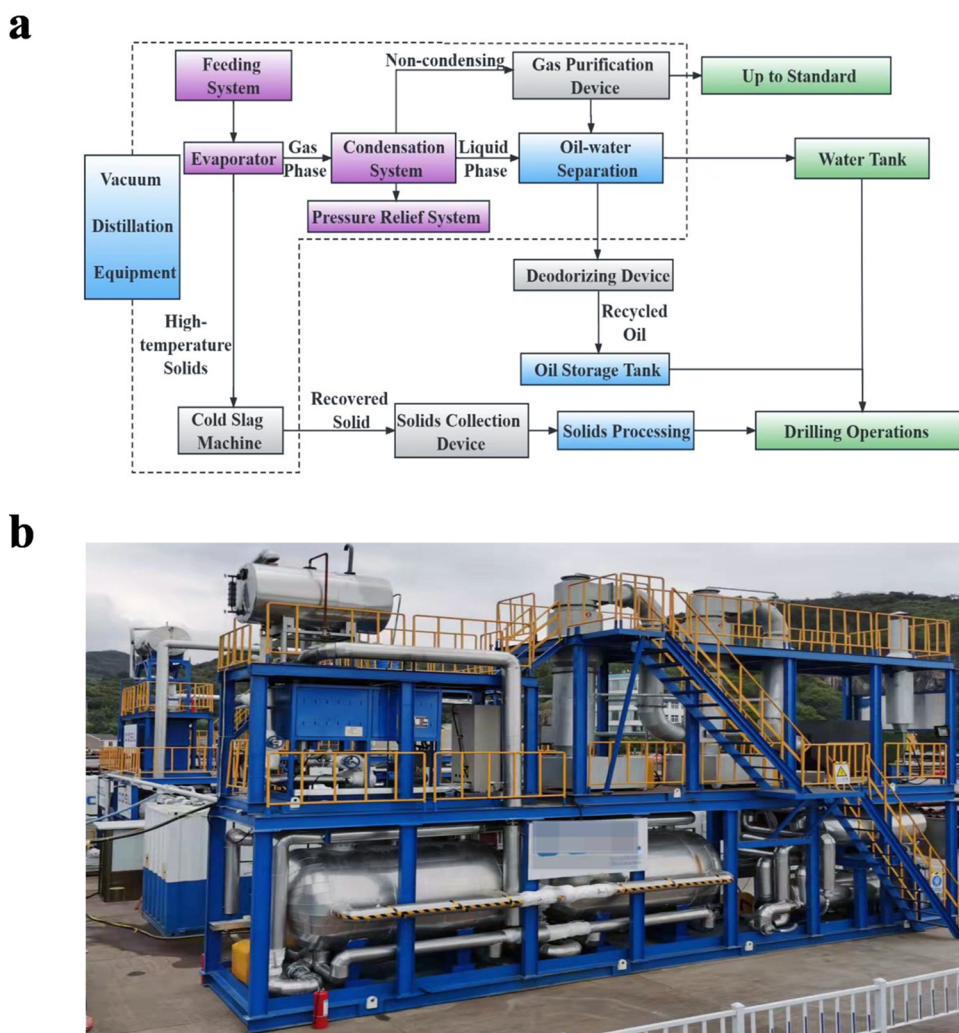 a
Feeding
System
Non-condensing
Gas Purification
Device
Up to Standard
Vacuum
Distillation
Equipment
Evaporator
Gas
Phase
Condensation
System
Liquid
Phase
Oil-water
Separation
Water Tank
Pressure Relief System
Deodorizing Device
High-
temperature
Solids
Recycled
Oil
Oil Storage Tank
Cold Slag
Machine
Recovered
Solid
Solids Collection
Device
Solids Processing
Drilling Operations
b